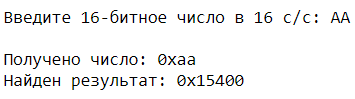 Введите 16-битное число в 16 с/с: AA
Получено число: 0xaa
Найден результат: 0x15400